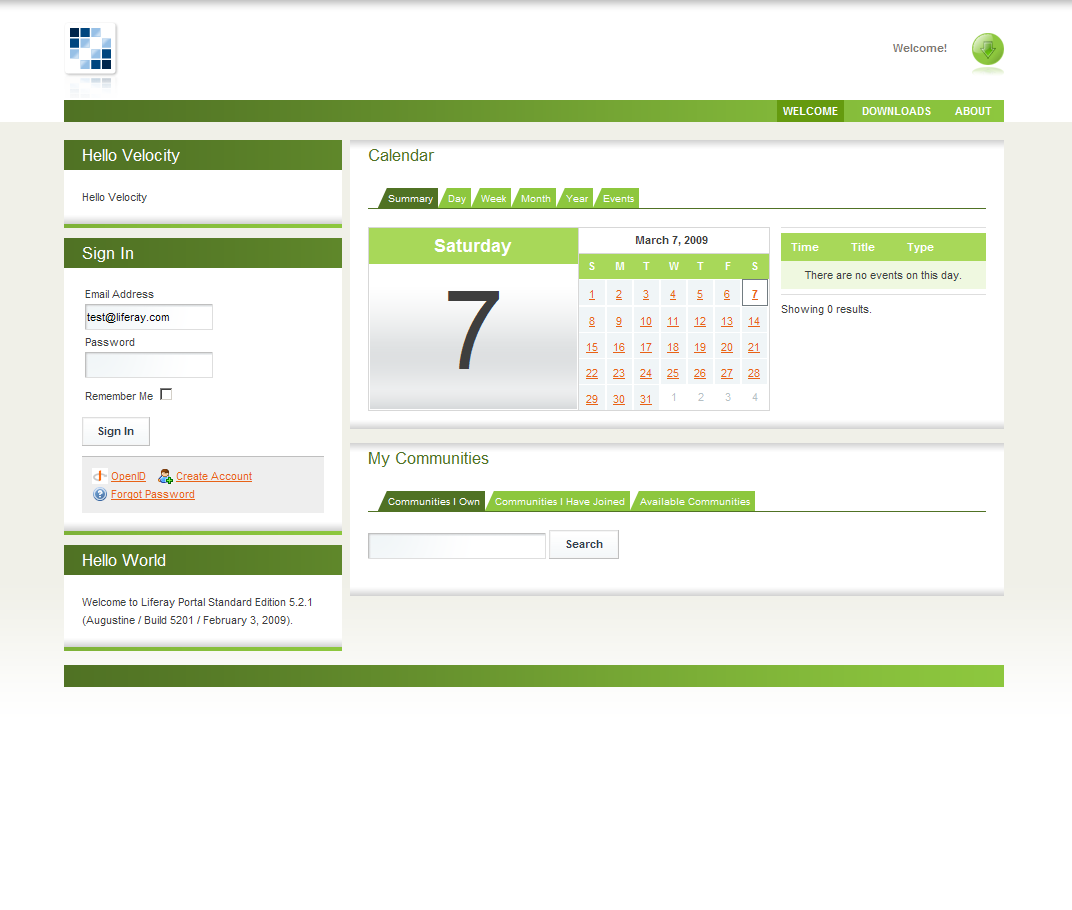 Welcome!
WELCOME DOWNLOADS ABOUT
Hello Velocity
Hello Velocity
Sign In
Email Address
test@liferay.com
Password
Remember Me
Sign In
OpenID Create Account
Forgot Password
Hello World
Welcome to Liferay Portal Standard Edition 5.2.1
(Augustine / Build 5201 / February 3, 2009).
Calendar
Summary Day Week Month Year Events
Saturday
7
March 7, 2009
S M T W T F S
1 2 3 4 5 6 7
8 9 10 11 12 13 14
15 16 17 18 19 20 21
22 23 24 25 26 27 28
29 30 31 1 2 3 4
Time Title Type
There are no events on this day.
Showing 0 results.
My Communities
Communities I Own Communities I Have Joined Available Communities
Search